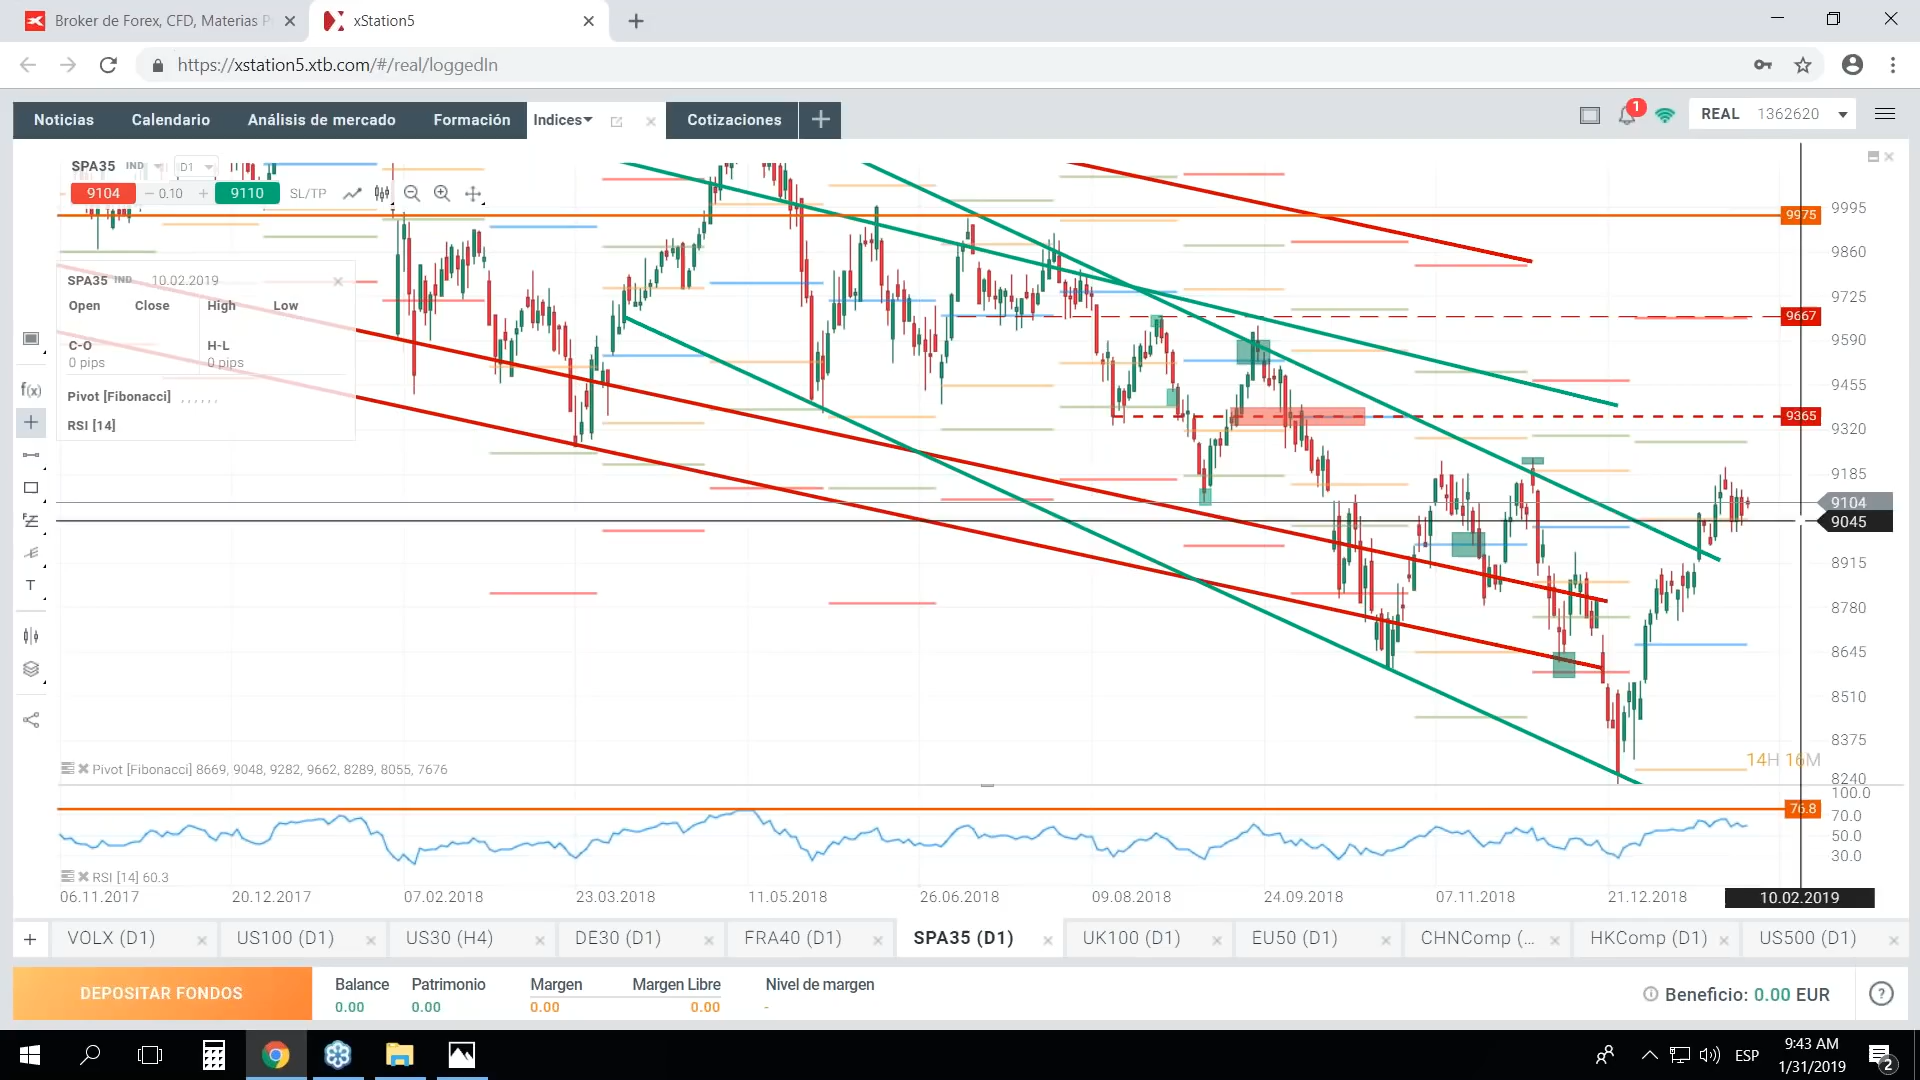 Broker de Forex, CFD, Materias P
xStation5
https://xstation5.xtb.com/#/real/loggedIn
Noticias
Calendario
Análisis de mercado
Formación
Indices
Cotizaciones
1
REAL 1362620
SPA35 IND D1
9104 0.10 9110 SL/TP
SPA35 IND 10.02.2019
Open Close High Low
C-O H-L
0 pips 0 pips
Pivot [Fibonacci] , , , , , ,
RSI [14]
f(x)
T
9995
9975
9860
9725
9667
9590
9455
9365
9320
9185
9104
9045
8915
8780
8645
8510
8375
8240
14H 16M
Pivot [Fibonacci] 8669, 9048, 9282, 9662, 8289, 8055, 7676
100.0
76.8
70.0
50.0
30.0
RSI [14] 60.3
06.11.2017 20.12.2017 07.02.2018 23.03.2018 11.05.2018 26.06.2018 09.08.2018 24.09.2018 07.11.2018 21.12.2018 10.02.2019
VOLX (D1) US100 (D1) US30 (H4) DE30 (D1) FRA40 (D1) SPA35 (D1) UK100 (D1) EU50 (D1) CHNComp (... HKComp (D1) US500 (D1)
DEPOSITAR FONDOS
Balance Patrimonio Margen Margen Libre Nivel de margen
0.00 0.00 0.00 0.00 -
Beneficio: 0.00 EUR
?
ESP
9:43 AM
1/31/2019
2